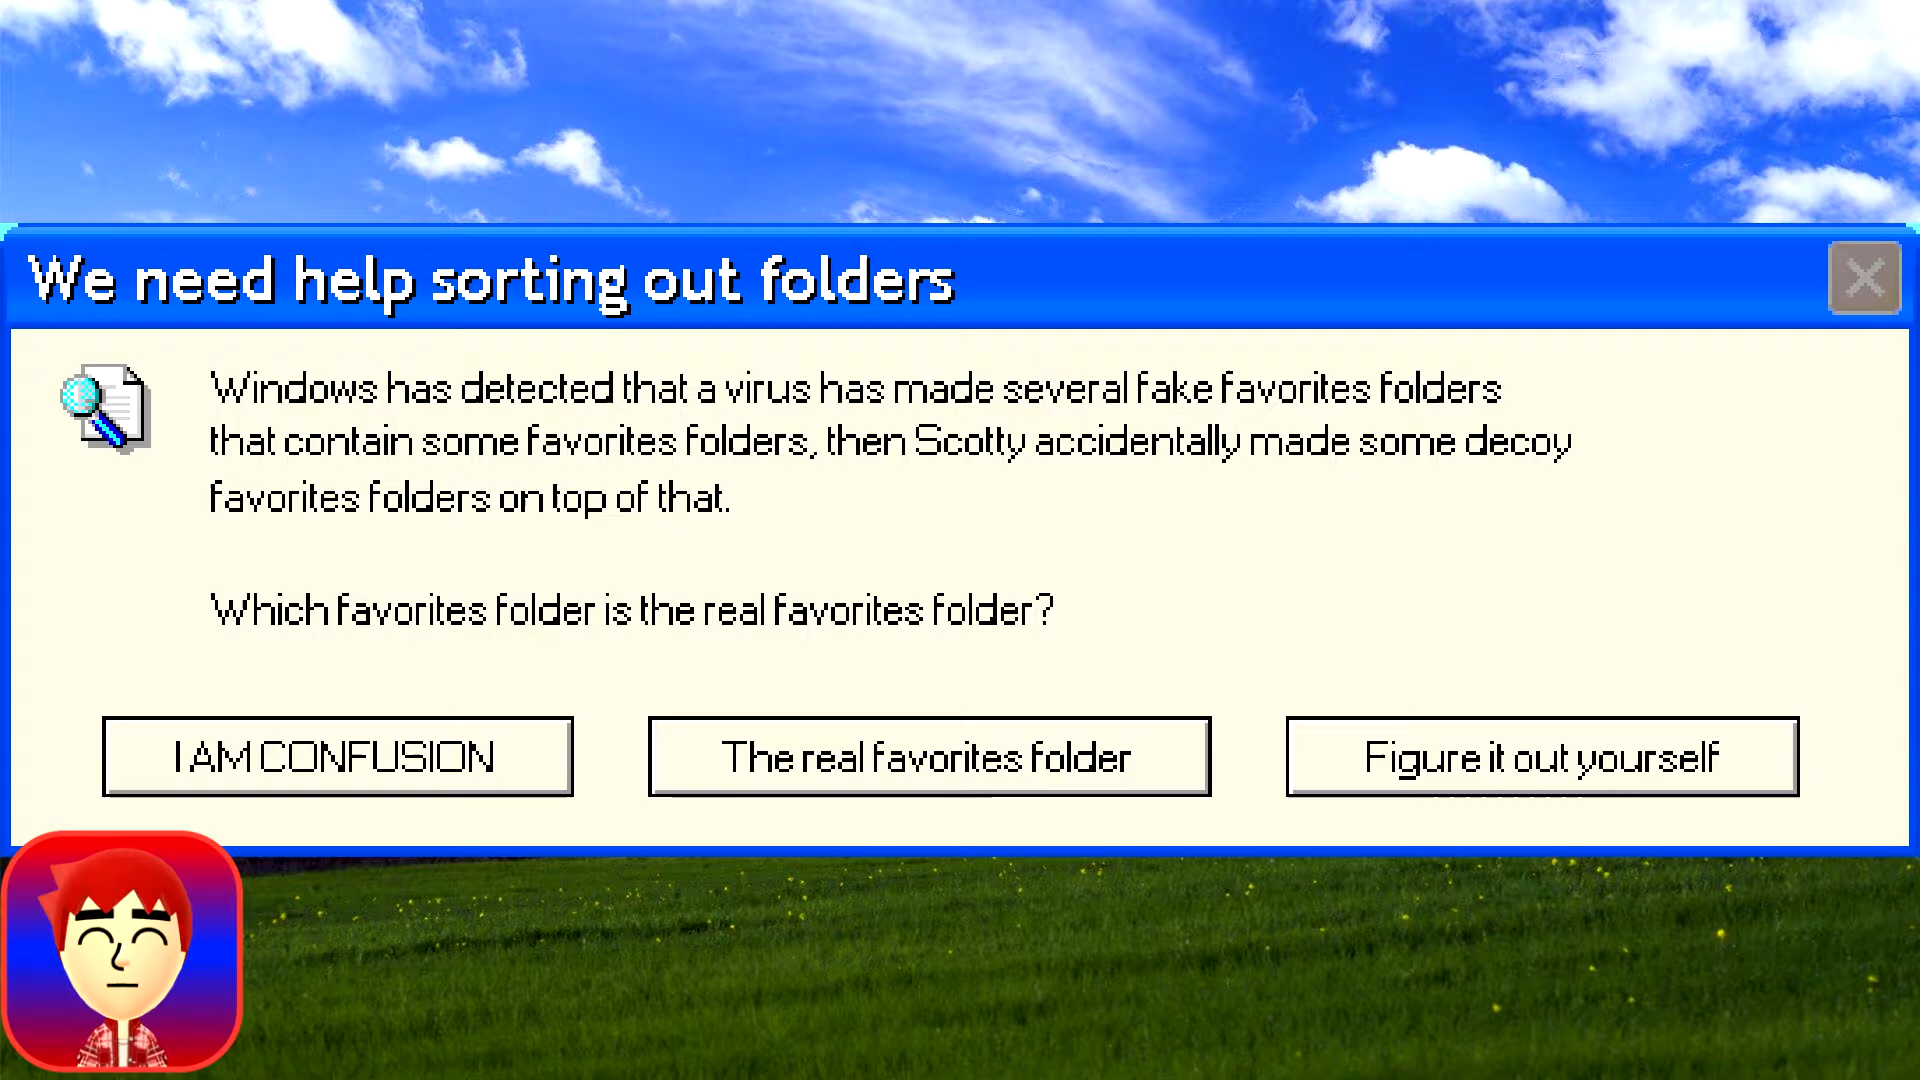 We need help sorting out folders
Windows has detected that a virus has made several fake favorites folders
that contain some favorites folders, then Scotty accidentally made some decoy
favorites folders on top of that.
Which favorites folder is the real favorites folder?
I AM CONFUSION
The real favorites folder
Figure it out yourself